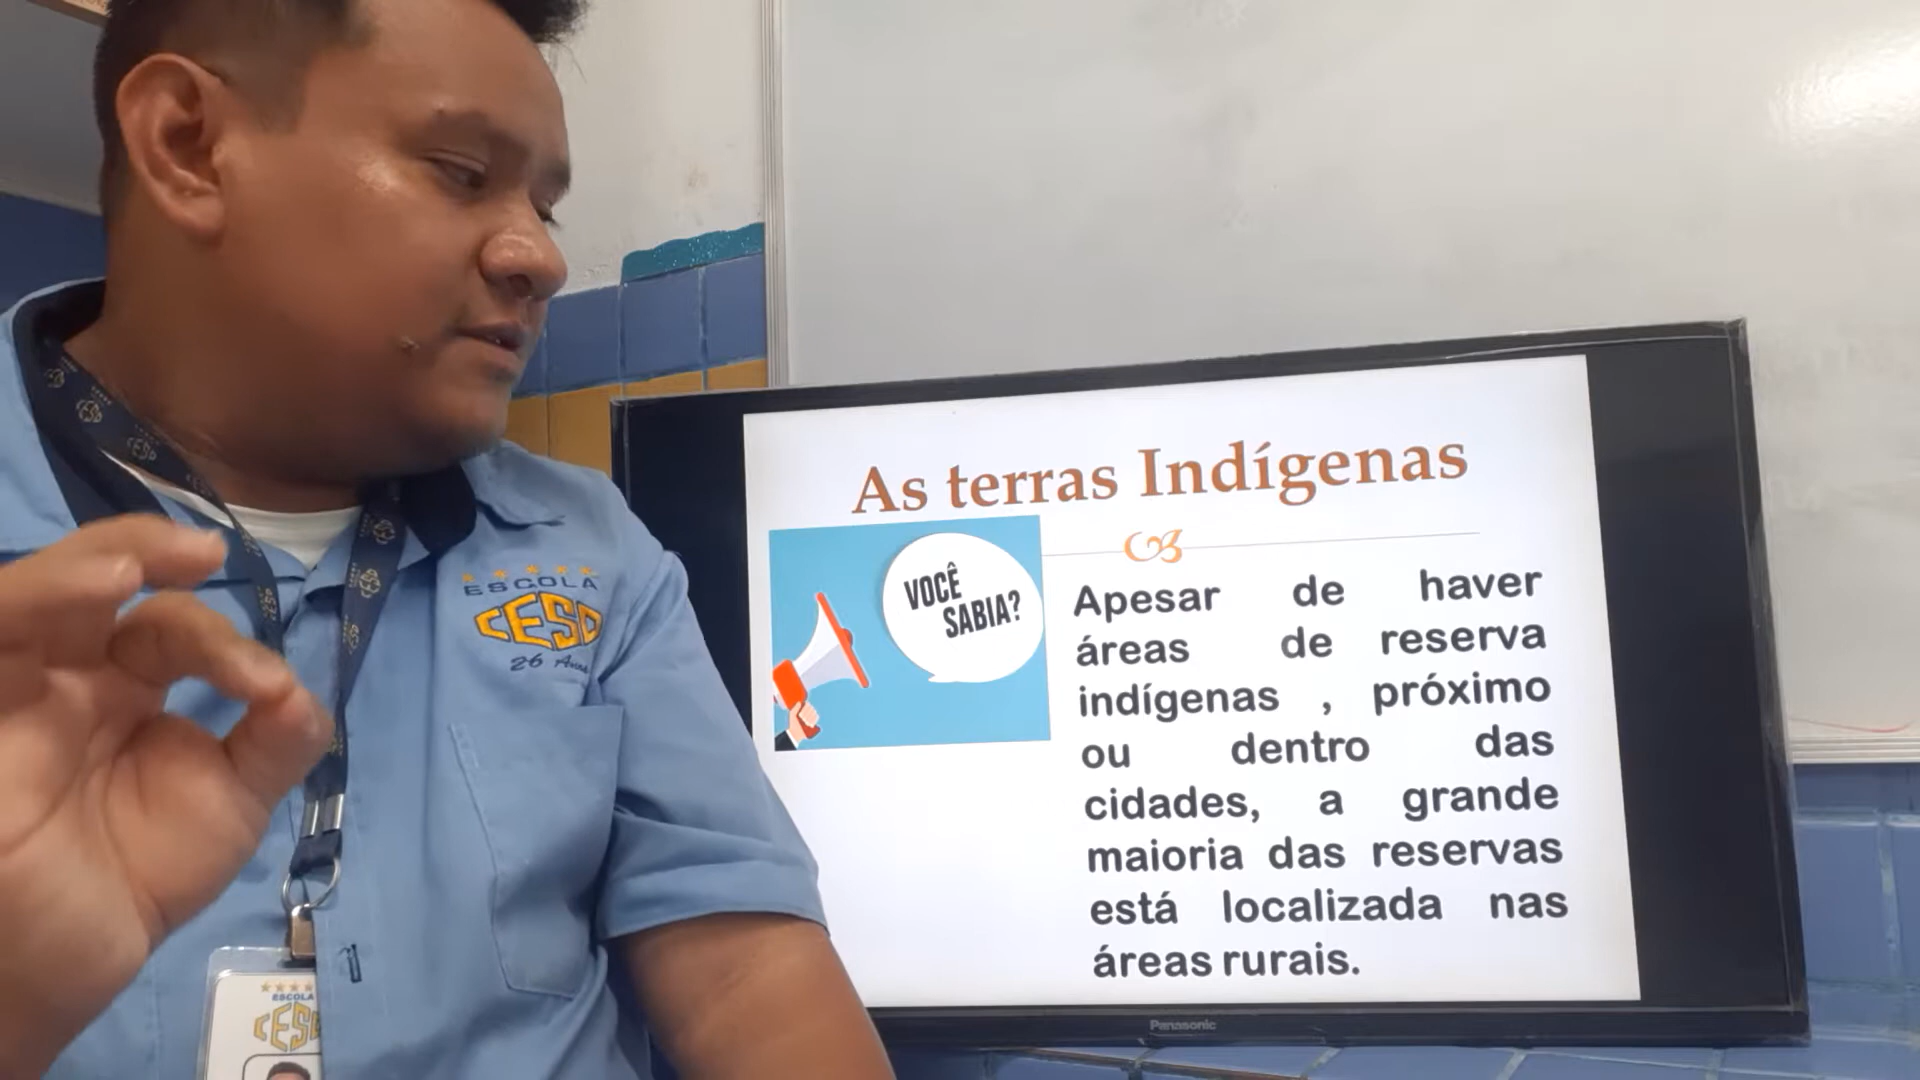 As terras Indígenas
VOCÊ
SABIA?
Apesar de haver
áreas de reserva
indígenas , próximo
ou dentro das
cidades, a grande
maioria das reservas
está localizada nas
áreas rurais.
ESCOLA
CESD
26 Anos
ESCOLA
Panasonic